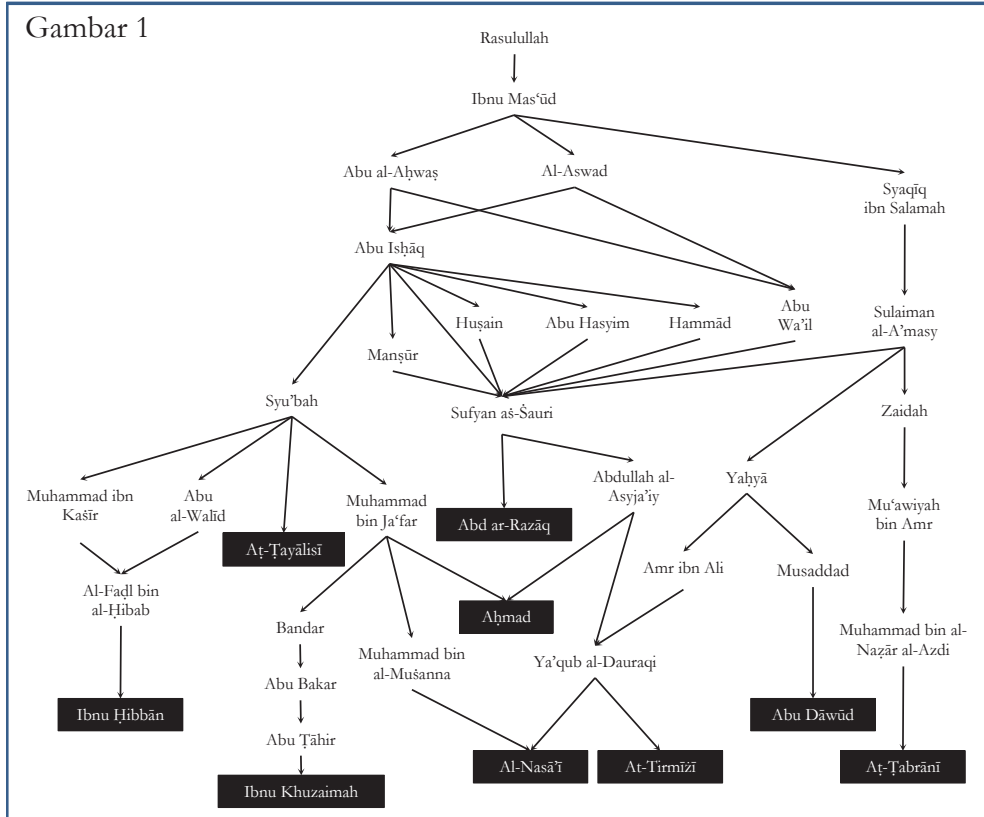 Gambar 1
Rasulullah
Ibnu Mas‘ūd
Abu al-Aḥwaṣ
Al-Aswad
Syaqīq
ibn Salamah
Abu Isḥāq
Huṣain
Abu Hasyim
Hammād
Abu
Wa’il
Sulaiman
al-A’masy
Manṣūr
Syu’bah
Sufyan aṡ-Ṡauri
Zaidah
Muhammad ibn
Kaṡīr
Abu
al-Walīd
Muhammad
bin Ja‘far
Abdullah al-
Asyja’iy
Yaḥyā
Mu‘awiyah
bin Amr
Aṭ-Ṭayālisī
Abd ar-Razāq
Al-Faḍl bin
al-Ḥibab
Amr ibn Ali
Musaddad
Aḥmad
Bandar
Muhammad bin
al-Muṡanna
Ya’qub al-Dauraqi
Muhammad bin al-
Naẓār al-Azdi
Abu Bakar
Ibnu Ḥibbān
Abu Dāwūd
Abu Ṭāhir
Al-Nasā’ī
At-Tirmīżī
Aṭ-Ṭabrānī
Ibnu Khuzaimah